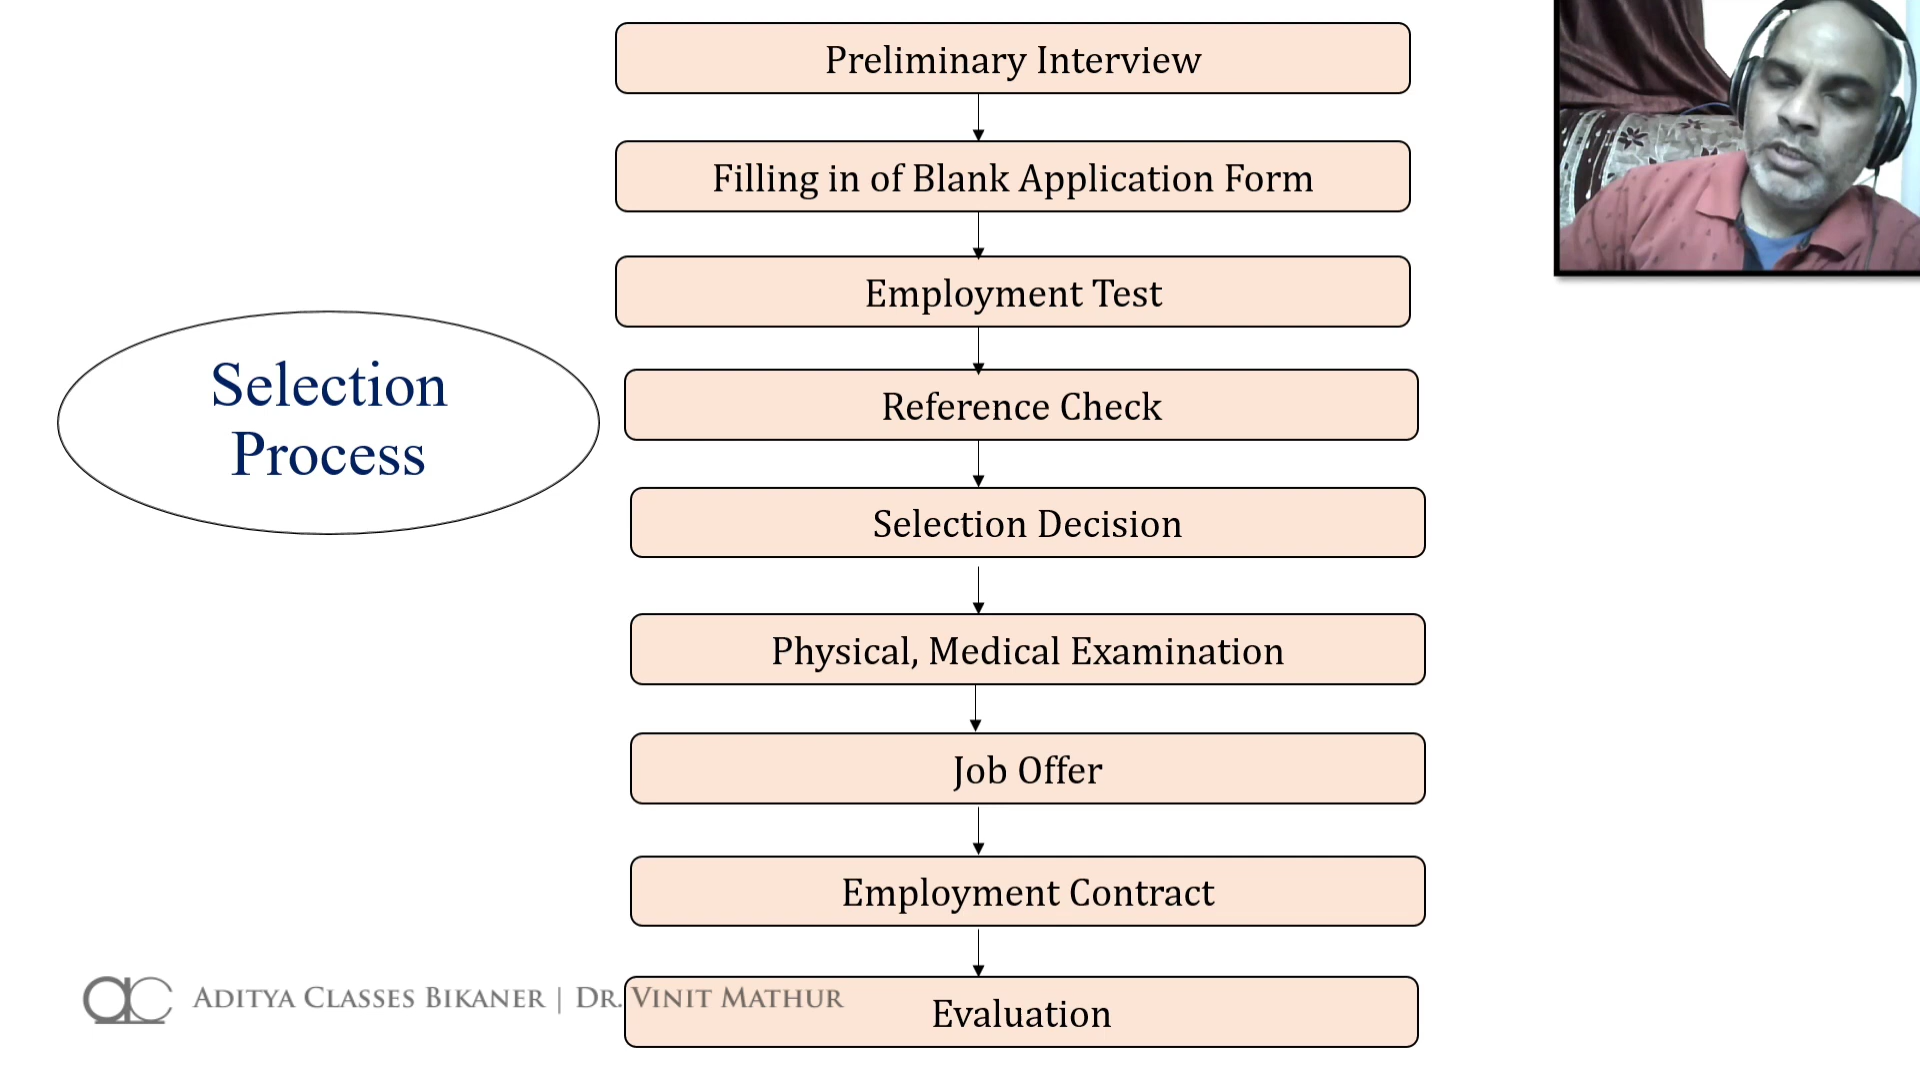 Preliminary Interview
Filling in of Blank Application Form
Employment Test
Reference Check
Selection
Process
Selection Decision
Physical, Medical Examination
Job Offer
Employment Contract
ADITYA CLASSES BIKANER | DR. VINIT MATHUR
Evaluation